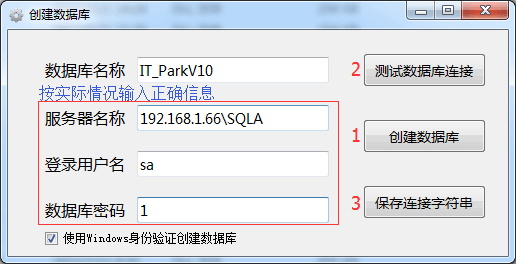 创建数据库
数据库名称 IT_ParkV10 2 测试数据库连接
按实际情况输入正确信息
服务器名称 192.168.1.66\SQLA
1 创建数据库
登录用户名 sa
数据库密码 1 3 保存连接字符串
使用Windows身份验证创建数据库